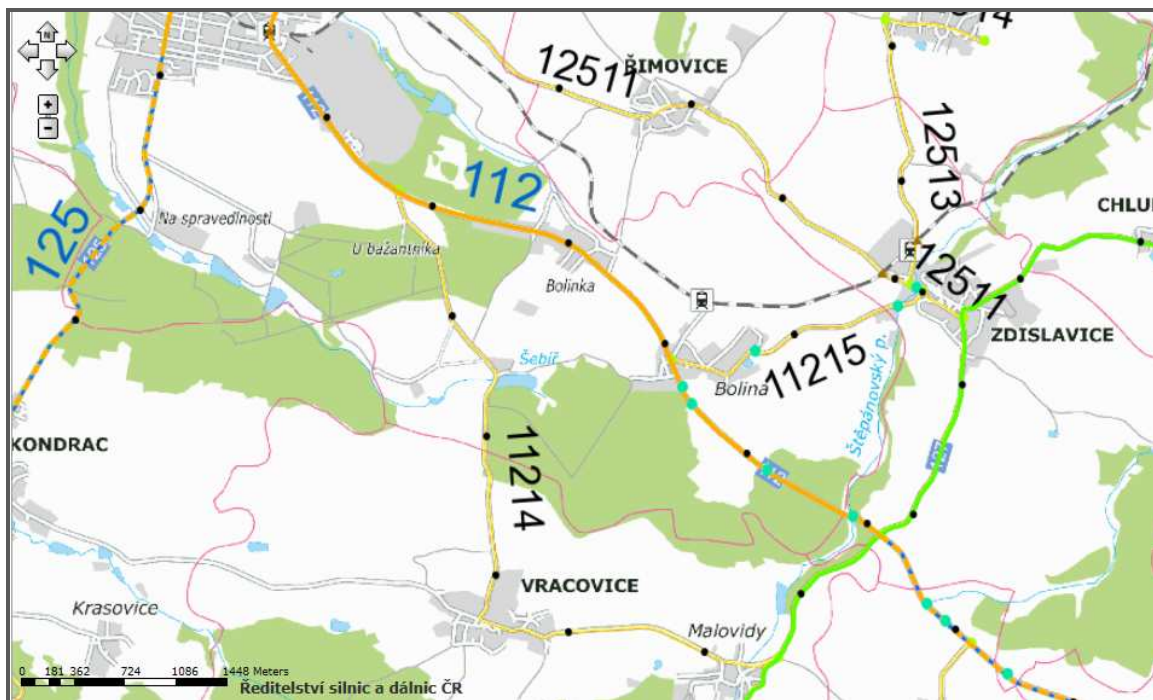 N
ŘIMOVICE
12511
12513
112
125
125
Na spravedlnosti
U bažantnika
Bolinka
CHLU
12511
ZDISLAVICE
Šebíř
11215
Bolina
Štěpánovský p.
KONDRAC
11214
VRACOVICE
Krasovice
Malovidy
0 181 362 724 1086 1448 Meters
Ředitelství silnic a dálnic ČR